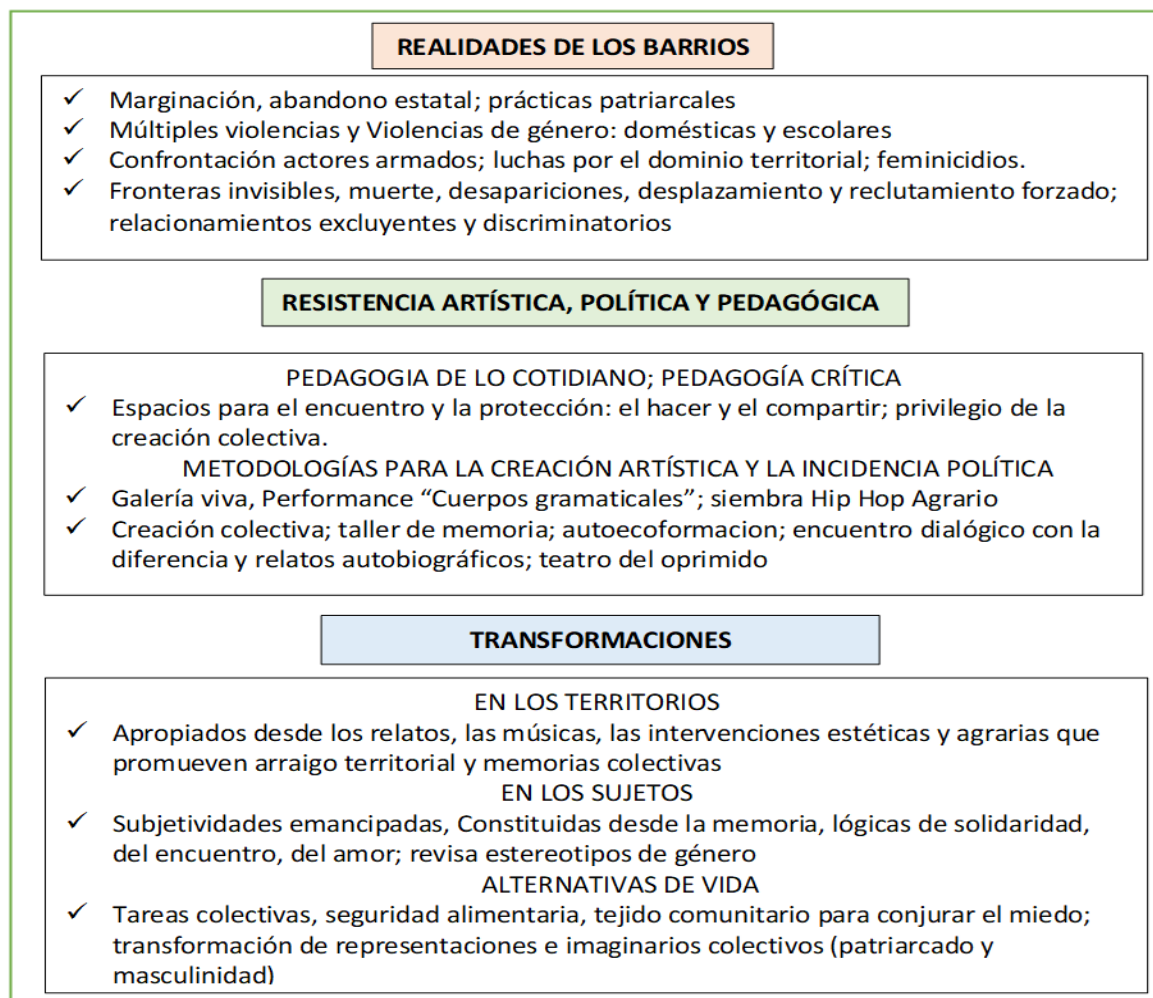 REALIDADES DE LOS BARRIOS
✓ Marginación, abandono estatal; prácticas patriarcales
✓ Múltiples violencias y Violencias de género: domésticas y escolares
✓ Confrontación actores armados; luchas por el dominio territorial; feminicidios.
✓ Fronteras invisibles, muerte, desapariciones, desplazamiento y reclutamiento forzado;
relacionamientos excluyentes y discriminatorios
RESISTENCIA ARTÍSTICA, POLÍTICA Y PEDAGÓGICA
PEDAGOGIA DE LO COTIDIANO; PEDAGOGÍA CRÍTICA
✓ Espacios para el encuentro y la protección: el hacer y el compartir; privilegio de la
creación colectiva.
METODOLOGÍAS PARA LA CREACIÓN ARTÍSTICA Y LA INCIDENCIA POLÍTICA
✓ Galería viva, Performance “Cuerpos gramaticales”; siembra Hip Hop Agrario
✓ Creación colectiva; taller de memoria; autoecoformacion; encuentro dialógico con la
diferencia y relatos autobiográficos; teatro del oprimido
TRANSFORMACIONES
EN LOS TERRITORIOS
✓ Apropiados desde los relatos, las músicas, las intervenciones estéticas y agrarias que
promueven arraigo territorial y memorias colectivas
EN LOS SUJETOS
✓ Subjetividades emancipadas, Constituidas desde la memoria, lógicas de solidaridad,
del encuentro, del amor; revisa estereotipos de género
ALTERNATIVAS DE VIDA
✓ Tareas colectivas, seguridad alimentaria, tejido comunitario para conjurar el miedo;
transformación de representaciones e imaginarios colectivos (patriarcado y
masculinidad)